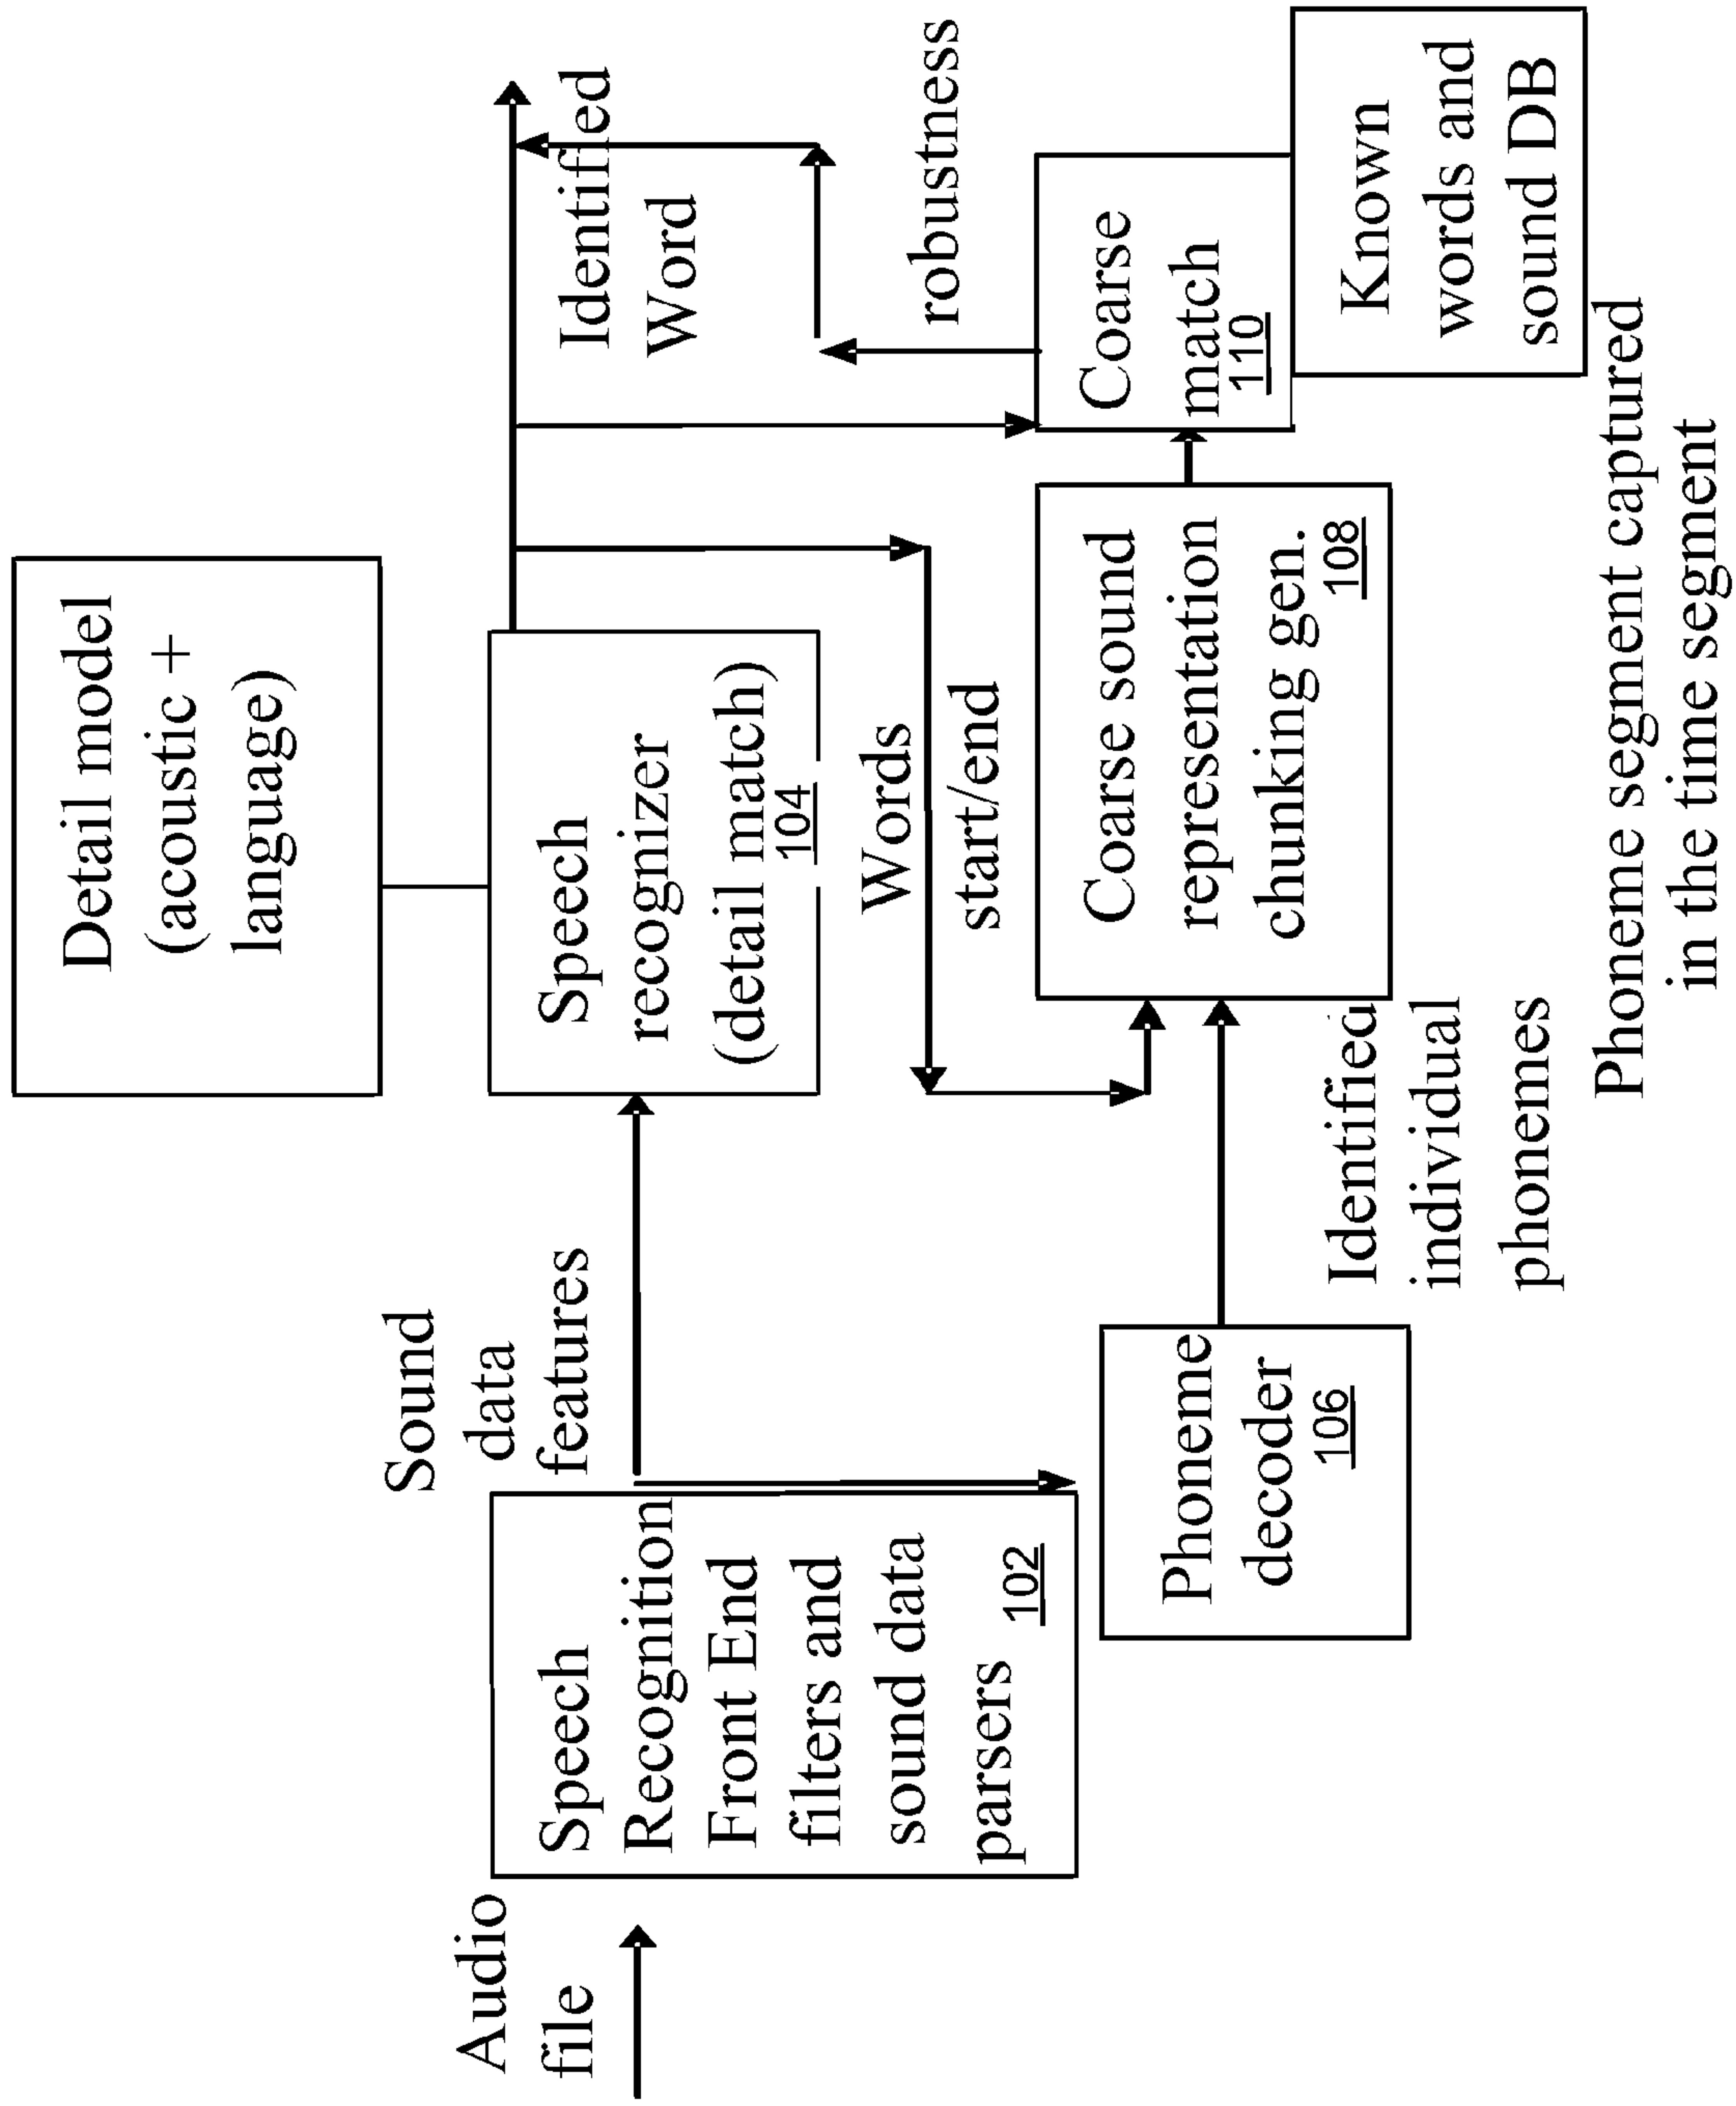 Detail model
(acoustic +
language)
Sound
data
features
Audio
file
Speech
Recognition
Front End
filters and
sound data
parsers
102
Speech
recognizer
(detail match)
104
Identified
Word
Words
start/end
robustness
Phoneme
decoder
106
Identified
individual
phonemes
Coarse sound
representation
chunking gen.
108
Coarse
match
110
Known
words and
sound DB
Phoneme segment captured
in the time segment